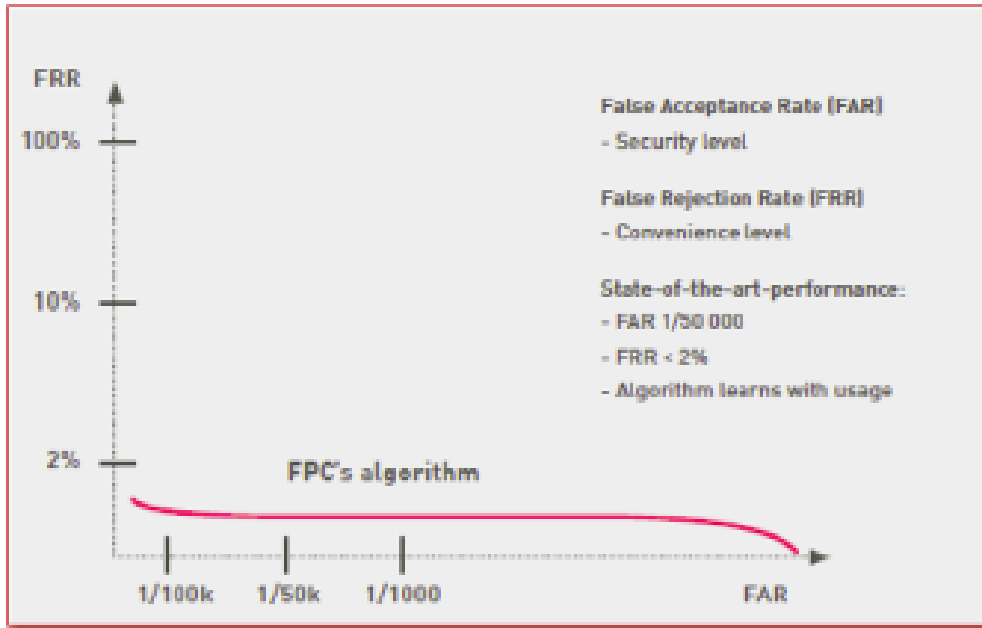 FRR
100%
10%
2%
FPC's algorithm
1/100k
1/50k
1/1000
FAR
False Acceptance Rate (FAR)
- Security level
False Rejection Rate (FRR)
- Convenience level
State-of-the-art-performance:
- FAR 1/50 000
- FRR < 2%
- Algorithm learns with usage